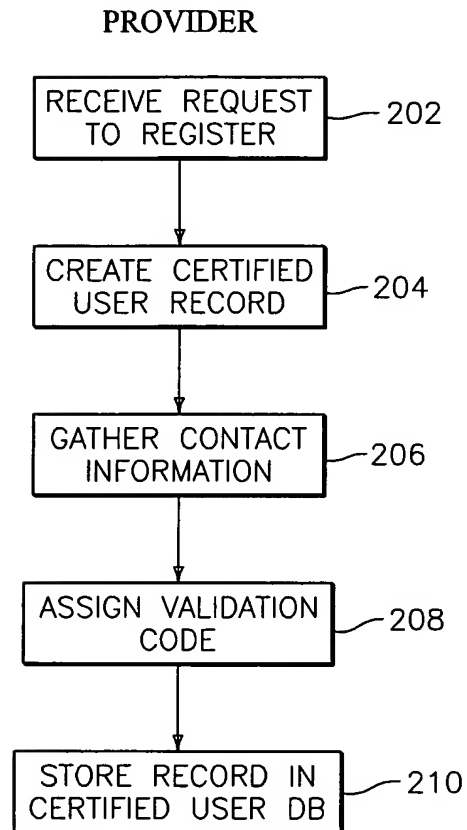 PROVIDER
RECEIVE REQUEST
TO REGISTER
202
CREATE CERTIFIED
USER RECORD
204
GATHER CONTACT
INFORMATION
206
ASSIGN VALIDATION
CODE
208
STORE RECORD IN
CERTIFIED USER DB
210